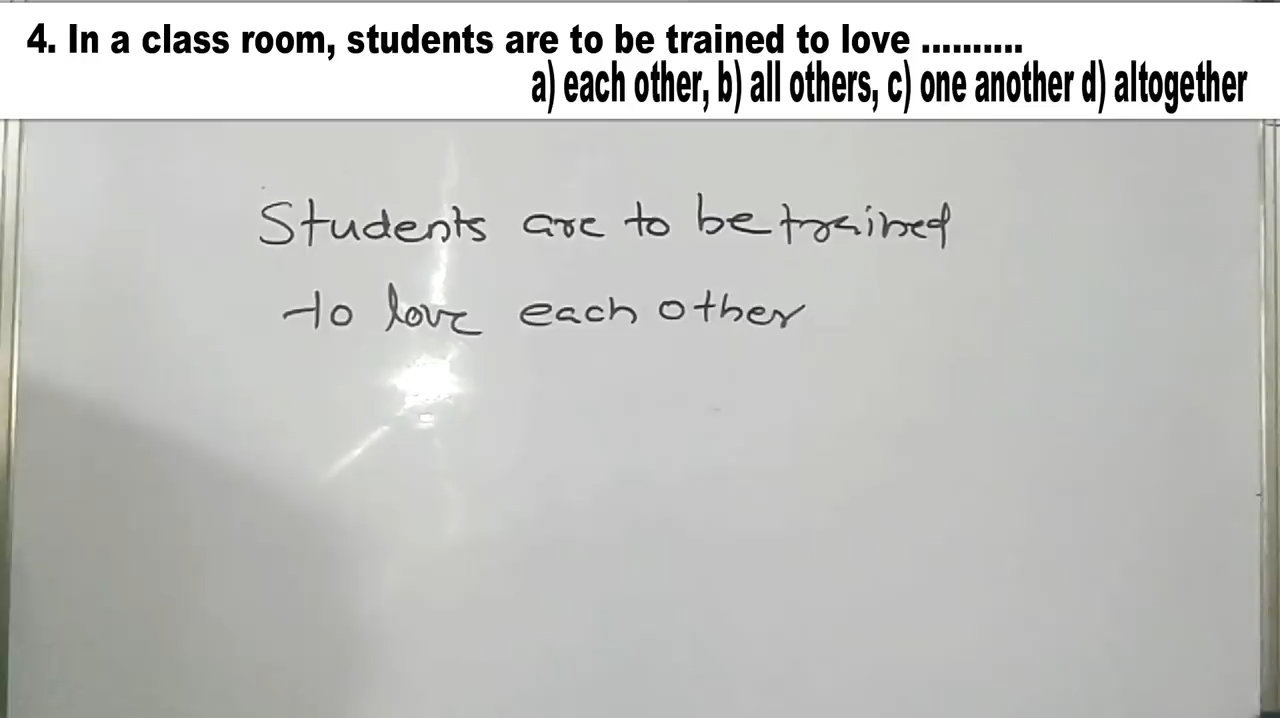 4. In a class room, students are to be trained to love ..........
a) each other, b) all others, c) one another d) altogether
Students are to be trained
to love each other